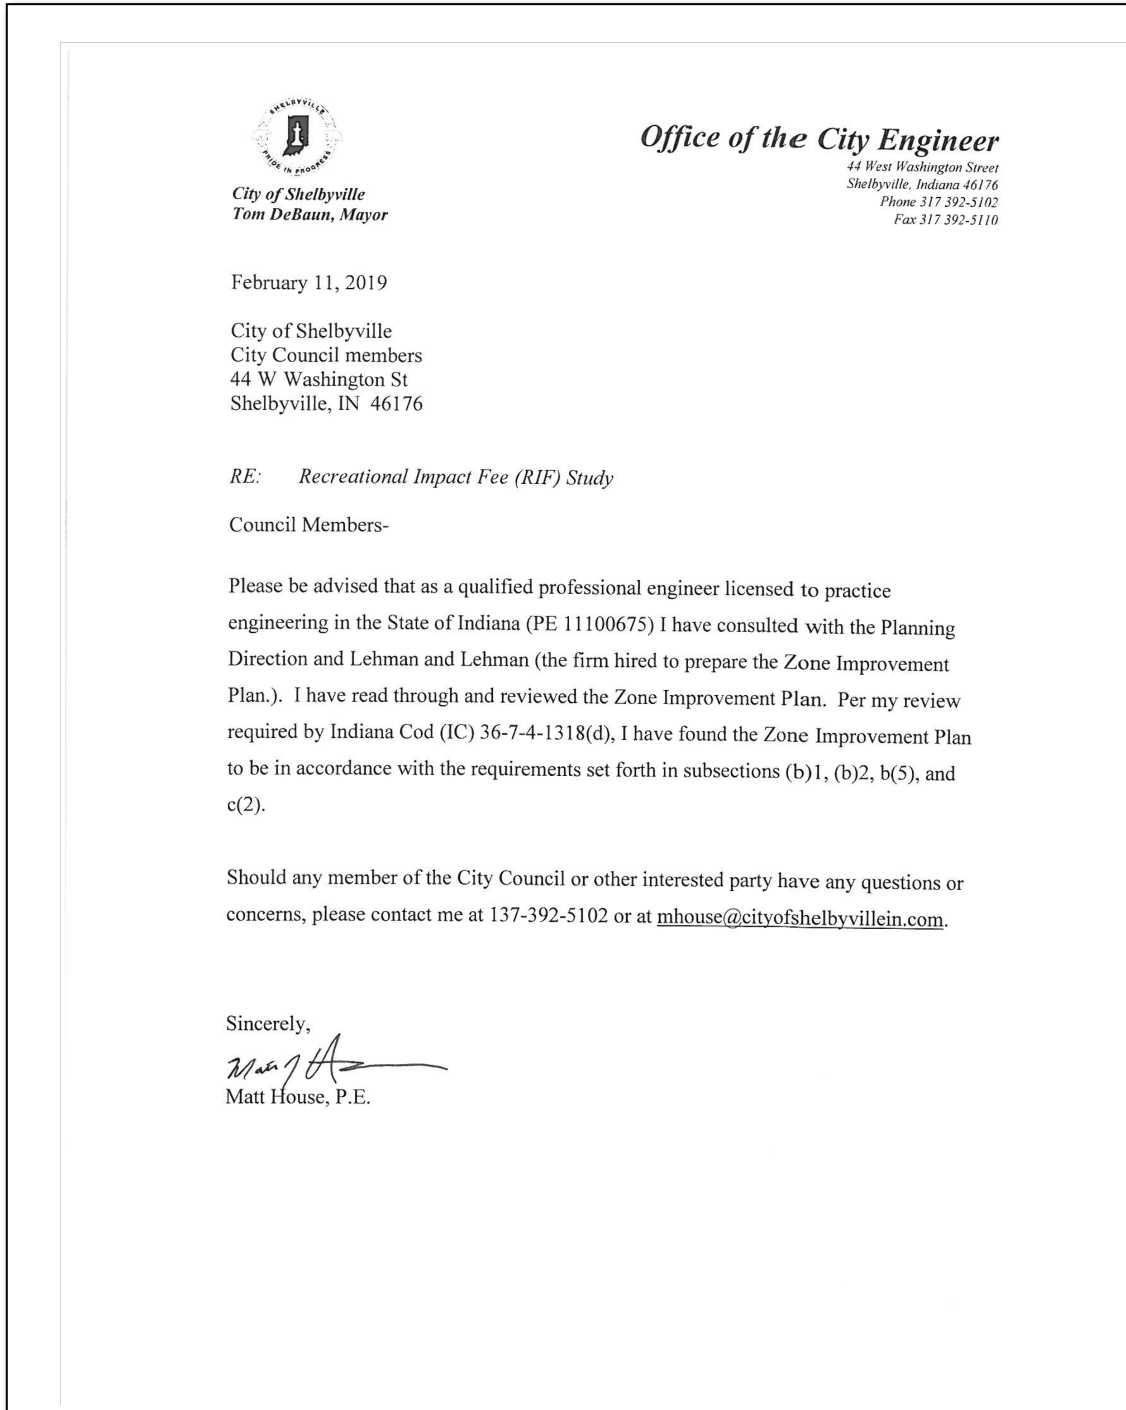 SHELBYVILLE
PRIDE IN PROGRESS
City of Shelbyville
Tom DeBaun, Mayor
Office of the City Engineer
44 West Washington Street
Shelbyville, Indiana 46176
Phone 317 392-5102
Fax 317 392-5110
February 11, 2019
City of Shelbyville
City Council members
44 W Washington St
Shelbyville, IN 46176
RE: Recreational Impact Fee (RIF) Study
Council Members-
Please be advised that as a qualified professional engineer licensed to practice
engineering in the State of Indiana (PE 11100675) I have consulted with the Planning
Direction and Lehman and Lehman (the firm hired to prepare the Zone Improvement
Plan.). I have read through and reviewed the Zone Improvement Plan. Per my review
required by Indiana Cod (IC) 36-7-4-1318(d), I have found the Zone Improvement Plan
to be in accordance with the requirements set forth in subsections (b)1, (b)2, b(5), and
c(2).
Should any member of the City Council or other interested party have any questions or
concerns, please contact me at 137-392-5102 or at mhouse@cityofshelbyvillein.com.
Sincerely,
Matt House, P.E.